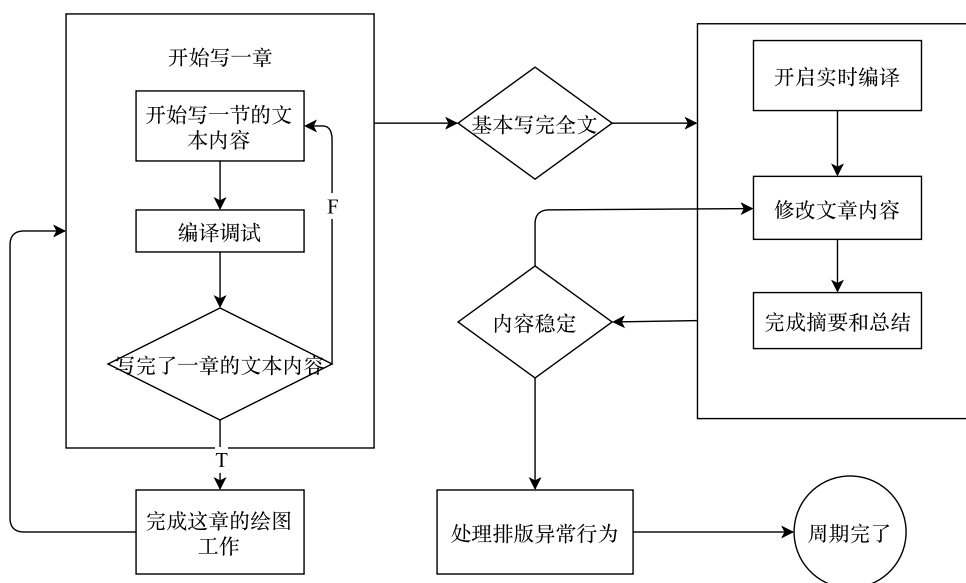 开始写一章
开始写一节的文
本内容
编译调试
F
写完了一章的文本内容
T
完成这章的绘图
工作
基本写完全文
内容稳定
处理排版异常行为
开启实时编译
修改文章内容
完成摘要和总结
周期完了